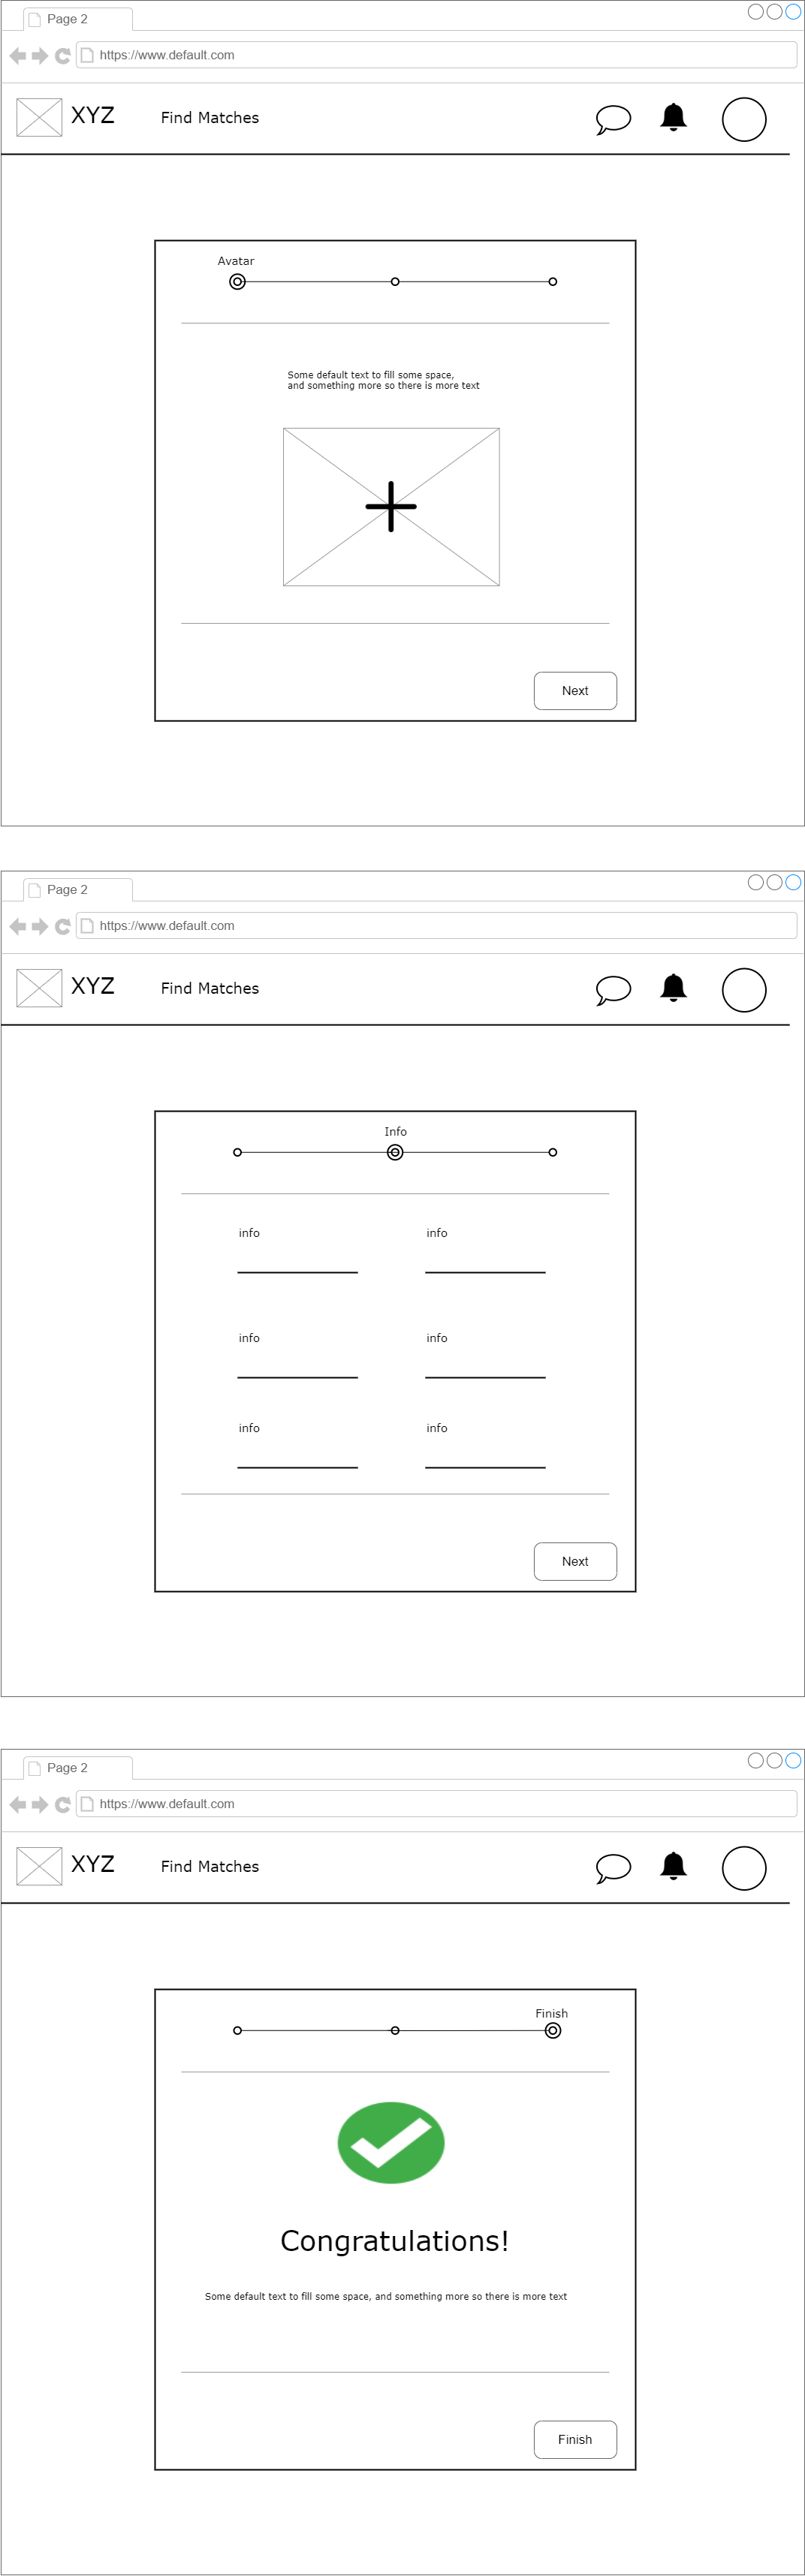 Page 2
https://www.default.com
XYZ
Find Matches
Avatar
Some default text to fill some space,
and something more so there is more text
Next
Page 2
https://www.default.com
XYZ
Find Matches
Info
info
info
info
info
info
info
Next
Page 2
https://www.default.com
XYZ
Find Matches
Finish
Congratulations!
Some default text to fill some space, and something more so there is more text
Finish